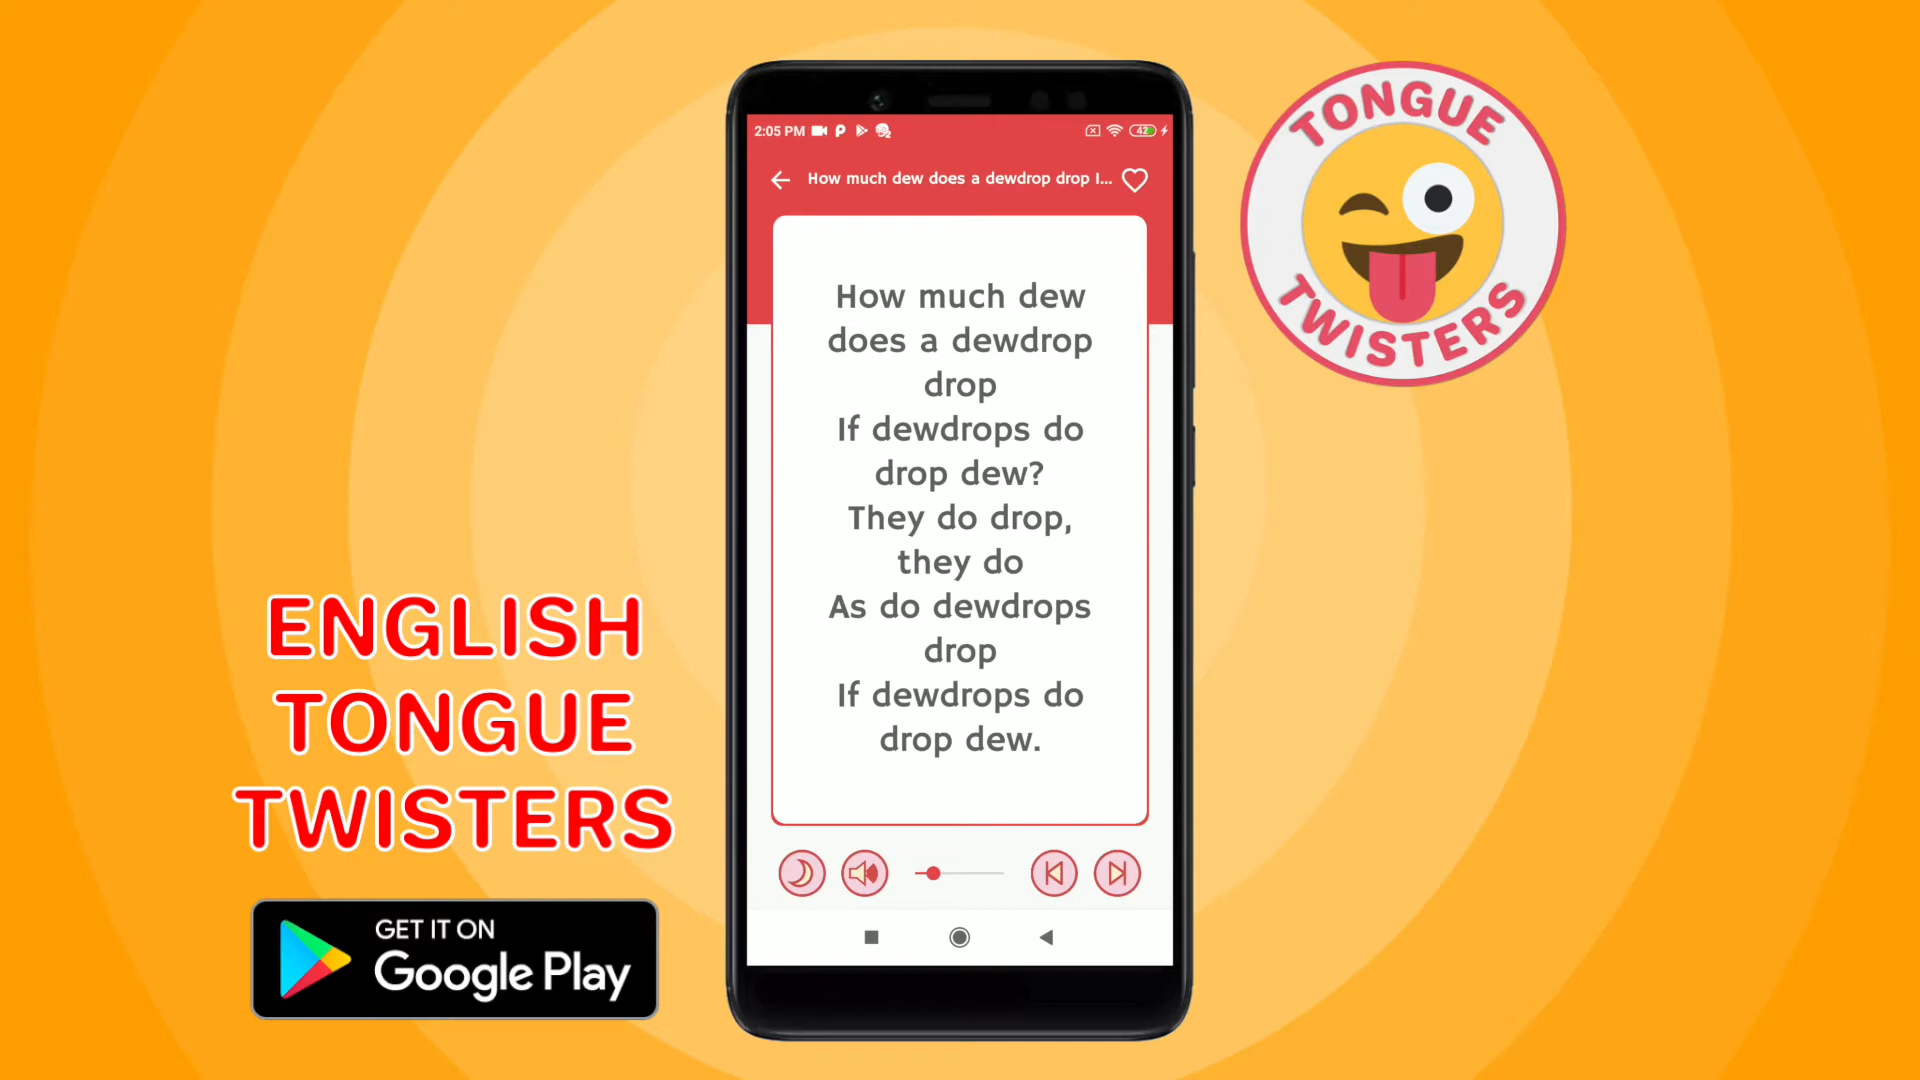 2:05 PM
42
How much dew does a dewdrop drop I...
How much dew
does a dewdrop
drop
If dewdrops do
drop dew?
They do drop,
they do
As do dewdrops
drop
If dewdrops do
drop dew.
TONGUE
TWISTERS
ENGLISH
TONGUE
TWISTERS
GET IT ON
Google Play